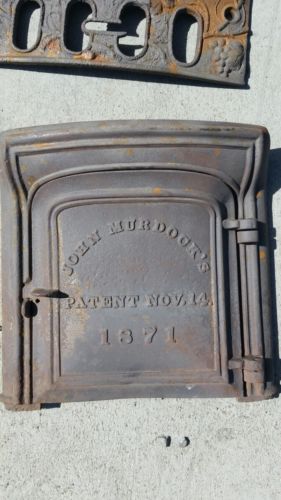 JOHN MURDOCK'S
PATENT NOV. 14.
1871